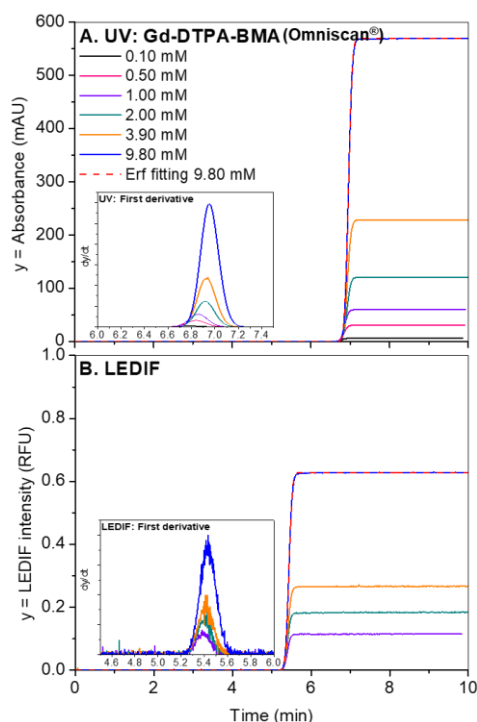 A. UV: Gd-DTPA-BMA (Omniscan®)
0.10 mM
0.50 mM
1.00 mM
2.00 mM
3.90 mM
9.80 mM
Erf fitting 9.80 mM
y = Absorbance (mAU)
600
500
400
300
200
100
0
UV: First derivative
dy/dt
6.0 6.2 6.4 6.6 6.8 7.0 7.2 7.4
B. LEDIF
y = LEDIF intensity (RFU)
1.0
0.8
0.6
0.4
0.2
0.0
LEDIF: First derivative
dy/dt
4.6 4.8 5.0 5.2 5.4 5.6 5.8 6.0
0 2 4 6 8 10
Time (min)